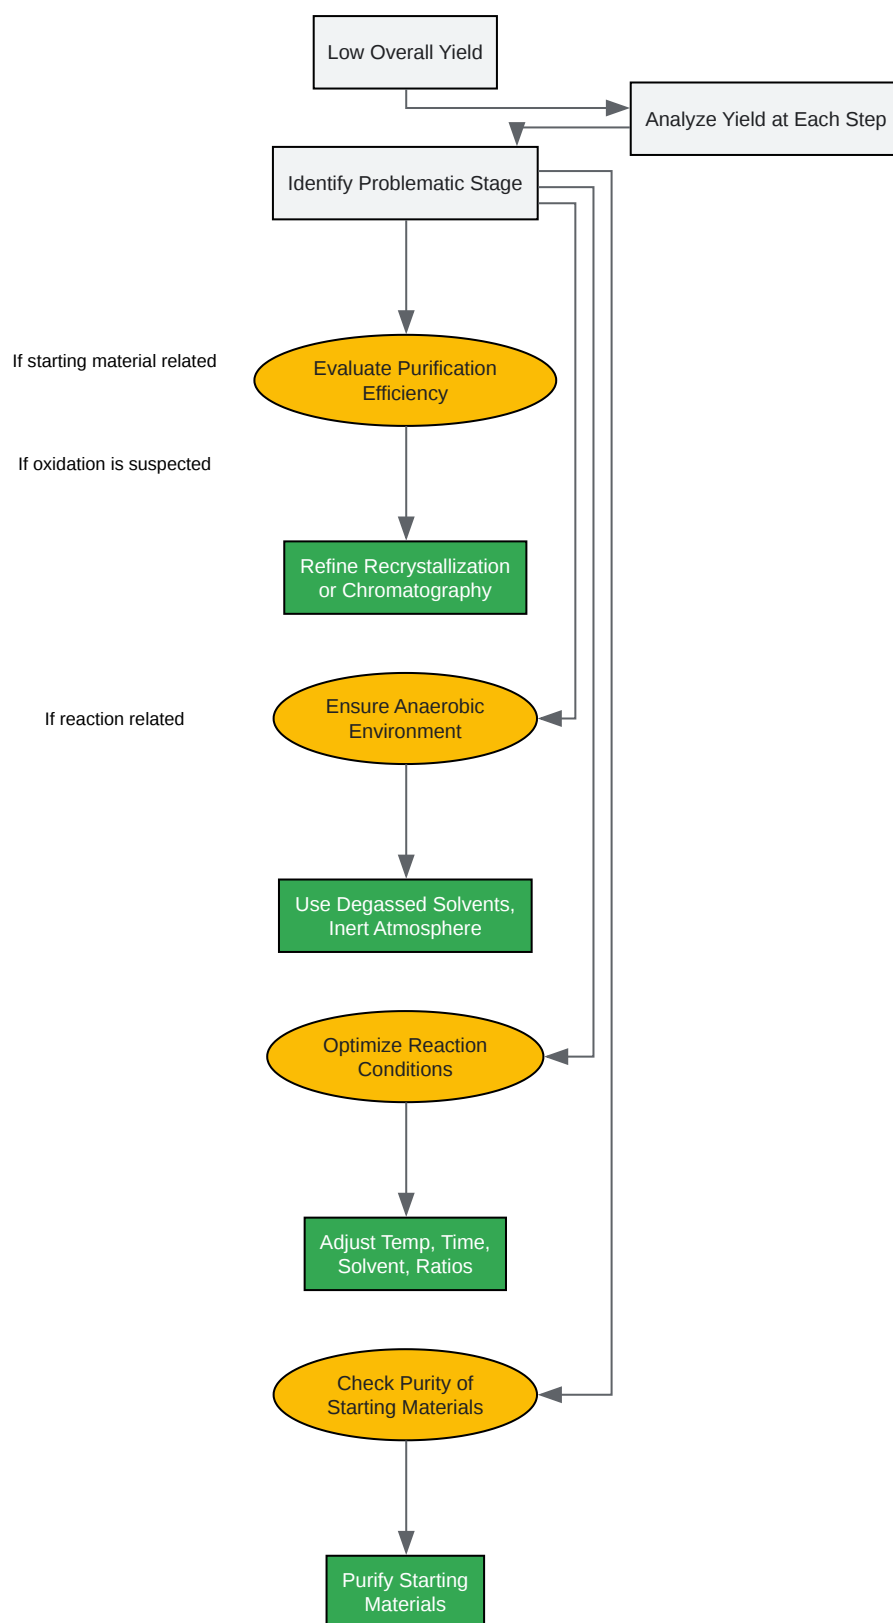 Low Overall Yield
Analyze Yield at Each Step
Identify Problematic Stage
If starting material related
Evaluate Purification
Efficiency
If oxidation is suspected
Refine Recrystallization
or Chromatography
If reaction related
Ensure Anaerobic
Environment
Use Degassed Solvents,
Inert Atmosphere
Optimize Reaction
Conditions
Adjust Temp, Time,
Solvent, Ratios
Check Purity of
Starting Materials
Purify Starting
Materials